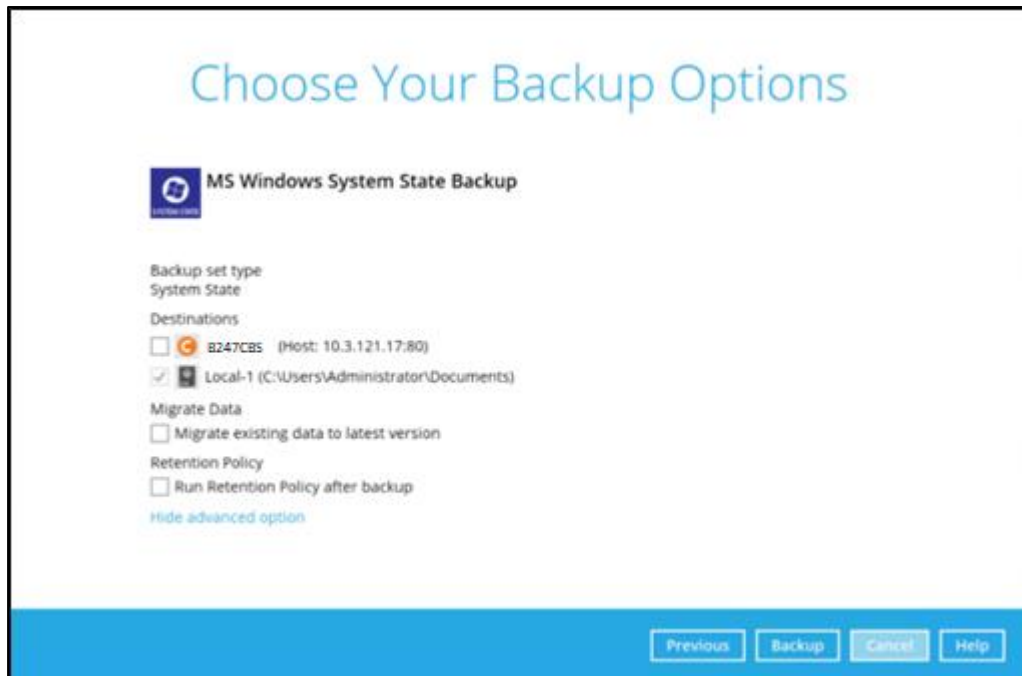 Choose Your Backup Options
MS Windows System State Backup
Backup set type
System State
Destinations
B247CBS (Host: 10.3.121.17:80)
Local-1 (C:\Users\Administrator\Documents)
Migrate Data
Migrate existing data to latest version
Retention Policy
Run Retention Policy after backup
Hide advanced option
Previous Backup Cancel Help